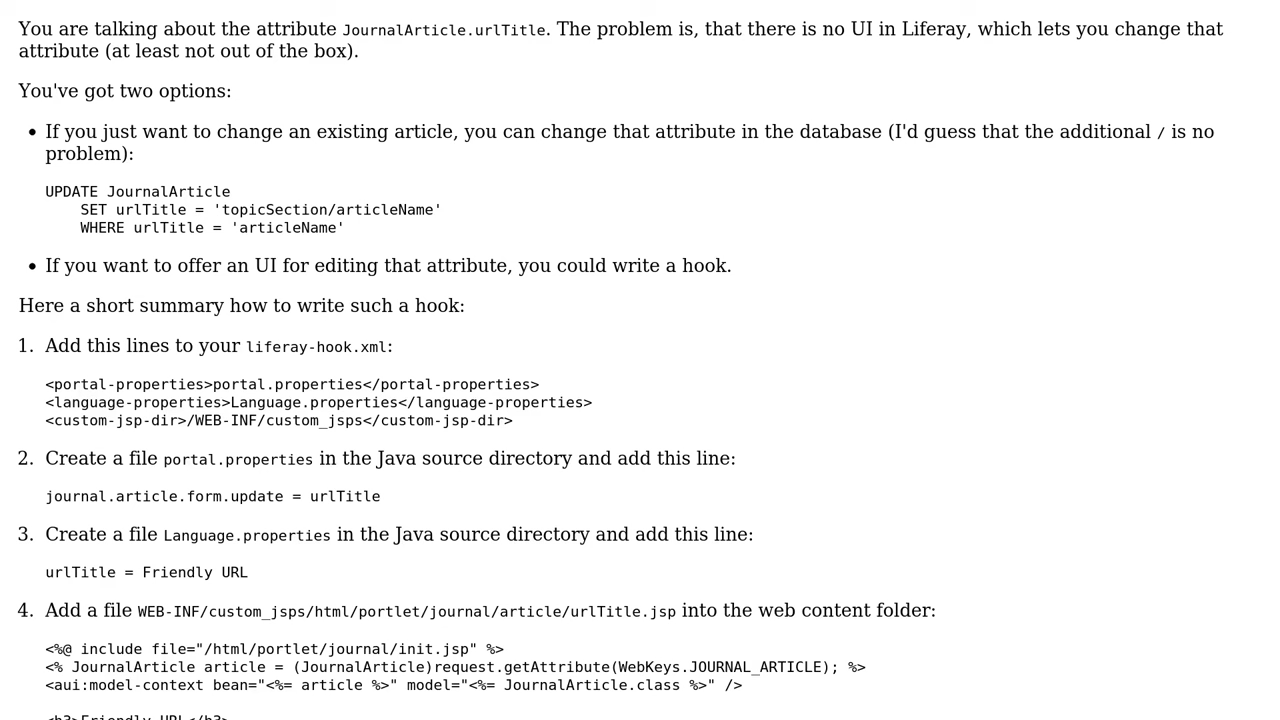 You are talking about the attribute JournalArticle.urlTitle. The problem is, that there is no UI in Liferay, which lets you change that
attribute (at least not out of the box).
You've got two options:
• If you just want to change an existing article, you can change that attribute in the database (I'd guess that the additional / is no
problem):
UPDATE JournalArticle
    SET urlTitle = 'topicSection/articleName'
    WHERE urlTitle = 'articleName'
• If you want to offer an UI for editing that attribute, you could write a hook.
Here a short summary how to write such a hook:
1. Add this lines to your liferay-hook.xml:
<portal-properties>portal.properties</portal-properties>
<language-properties>Language.properties</language-properties>
<custom-jsp-dir>/WEB-INF/custom_jsps</custom-jsp-dir>
2. Create a file portal.properties in the Java source directory and add this line:
journal.article.form.update = urlTitle
3. Create a file Language.properties in the Java source directory and add this line:
urlTitle = Friendly URL
4. Add a file WEB-INF/custom_jsps/html/portlet/journal/article/urlTitle.jsp into the web content folder:
<%@ include file="/html/portlet/journal/init.jsp" %>
<% JournalArticle article = (JournalArticle)request.getAttribute(WebKeys.JOURNAL_ARTICLE); %>
<aui:model-context bean="<%= article %>" model="<%= JournalArticle.class %>" />
<h3>Friendly URL</h3>